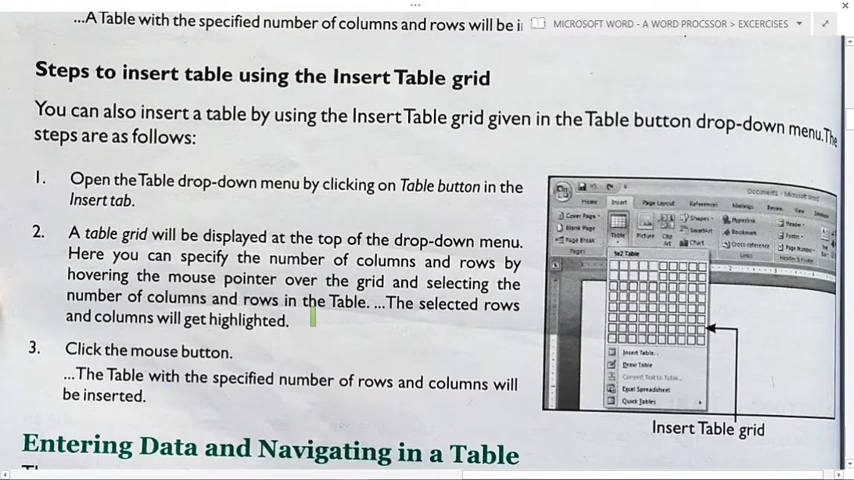 ...A Table with the specified number of columns and rows will be i
MICROSOFT WORD - A WORD PROCSSOR > EXCERCISES
Steps to insert table using the Insert Table grid
You can also insert a table by using the Insert Table grid given in the Table button drop-down menu. The
steps are as follows:
1. Open the Table drop-down menu by clicking on Table button in the
Insert tab.
2. A table grid will be displayed at the top of the drop-down menu.
Here you can specify the number of columns and rows by
hovering the mouse pointer over the grid and selecting the
number of columns and rows in the Table. ...The selected rows
and columns will get highlighted.
3. Click the mouse button.
...The Table with the specified number of rows and columns will
be inserted.
Document1 - Microsoft
Home Insert Page Layout References Mailings Review View
Cover Page
Blank Page
Page Break
Pages
Table
Picture Clip
Art
Shapes
SmartArt
Chart
Hyperlink
Bookmark
Cross-reference
Links
Header
Footer
Page Number
Header & Footer
5x2 Table
Insert Table...
Draw Table
Convert Text to Table...
Excel Spreadsheet
Quick Tables
Insert Table grid
Entering Data and Navigating in a Table